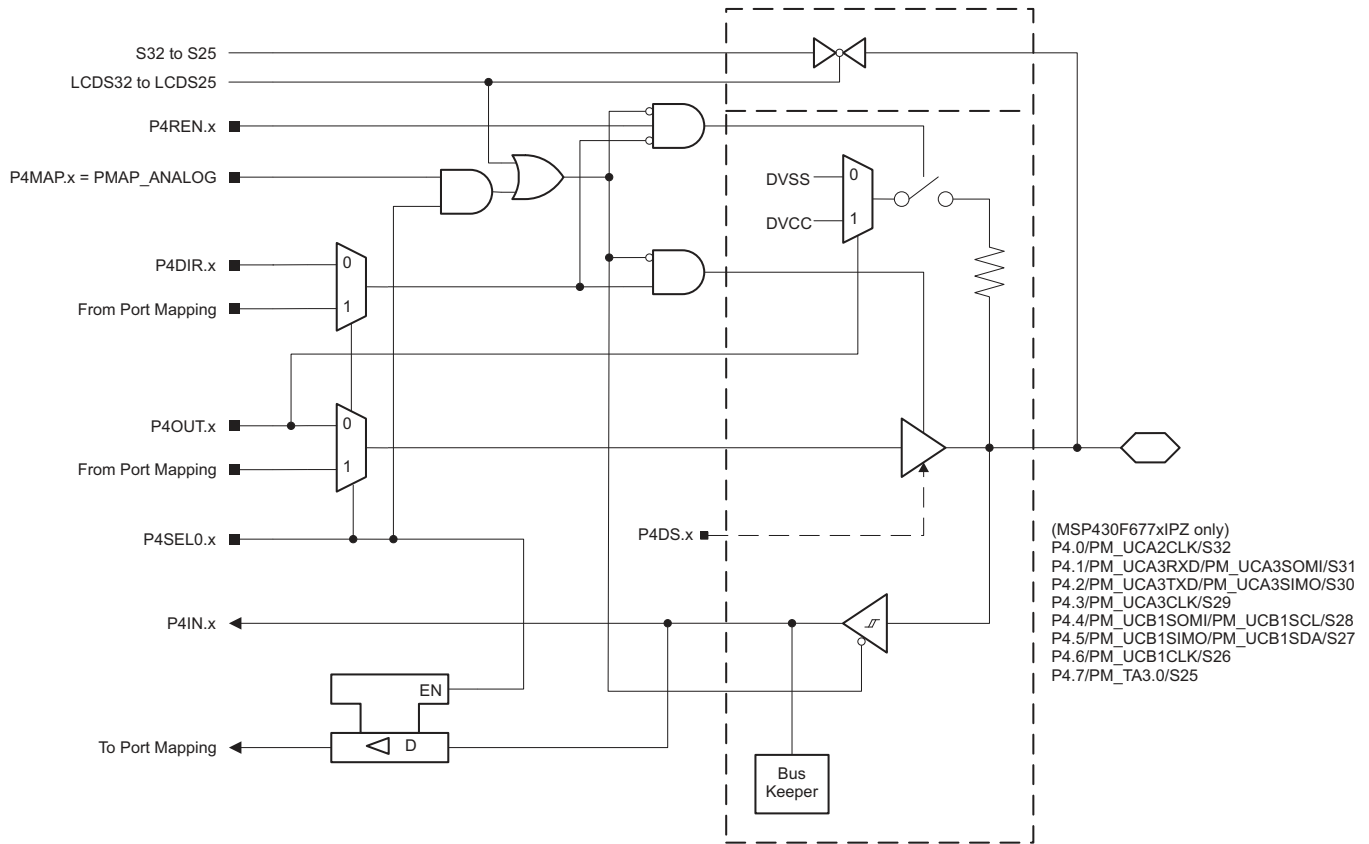 S32 to S25
LCDS32 to LCDS25
P4REN.x
P4MAP.x = PMAP_ANALOG
DVSS
0
DVCC
1
P4DIR.x
0
From Port Mapping
1
P4OUT.x
0
From Port Mapping
1
P4SEL0.x
P4DS.x
(MSP430F677xIPZ only)
P4.0/PM_UCA2CLK/S32
P4.1/PM_UCA3RXD/PM_UCA3SOMI/S31
P4.2/PM_UCA3TXD/PM_UCA3SIMO/S30
P4.3/PM_UCA3CLK/S29
P4.4/PM_UCB1SOMI/PM_UCB1SCL/S28
P4.5/PM_UCB1SIMO/PM_UCB1SDA/S27
P4.6/PM_UCB1CLK/S26
P4.7/PM_TA3.0/S25
P4IN.x
EN
To Port Mapping
D
Bus
Keeper